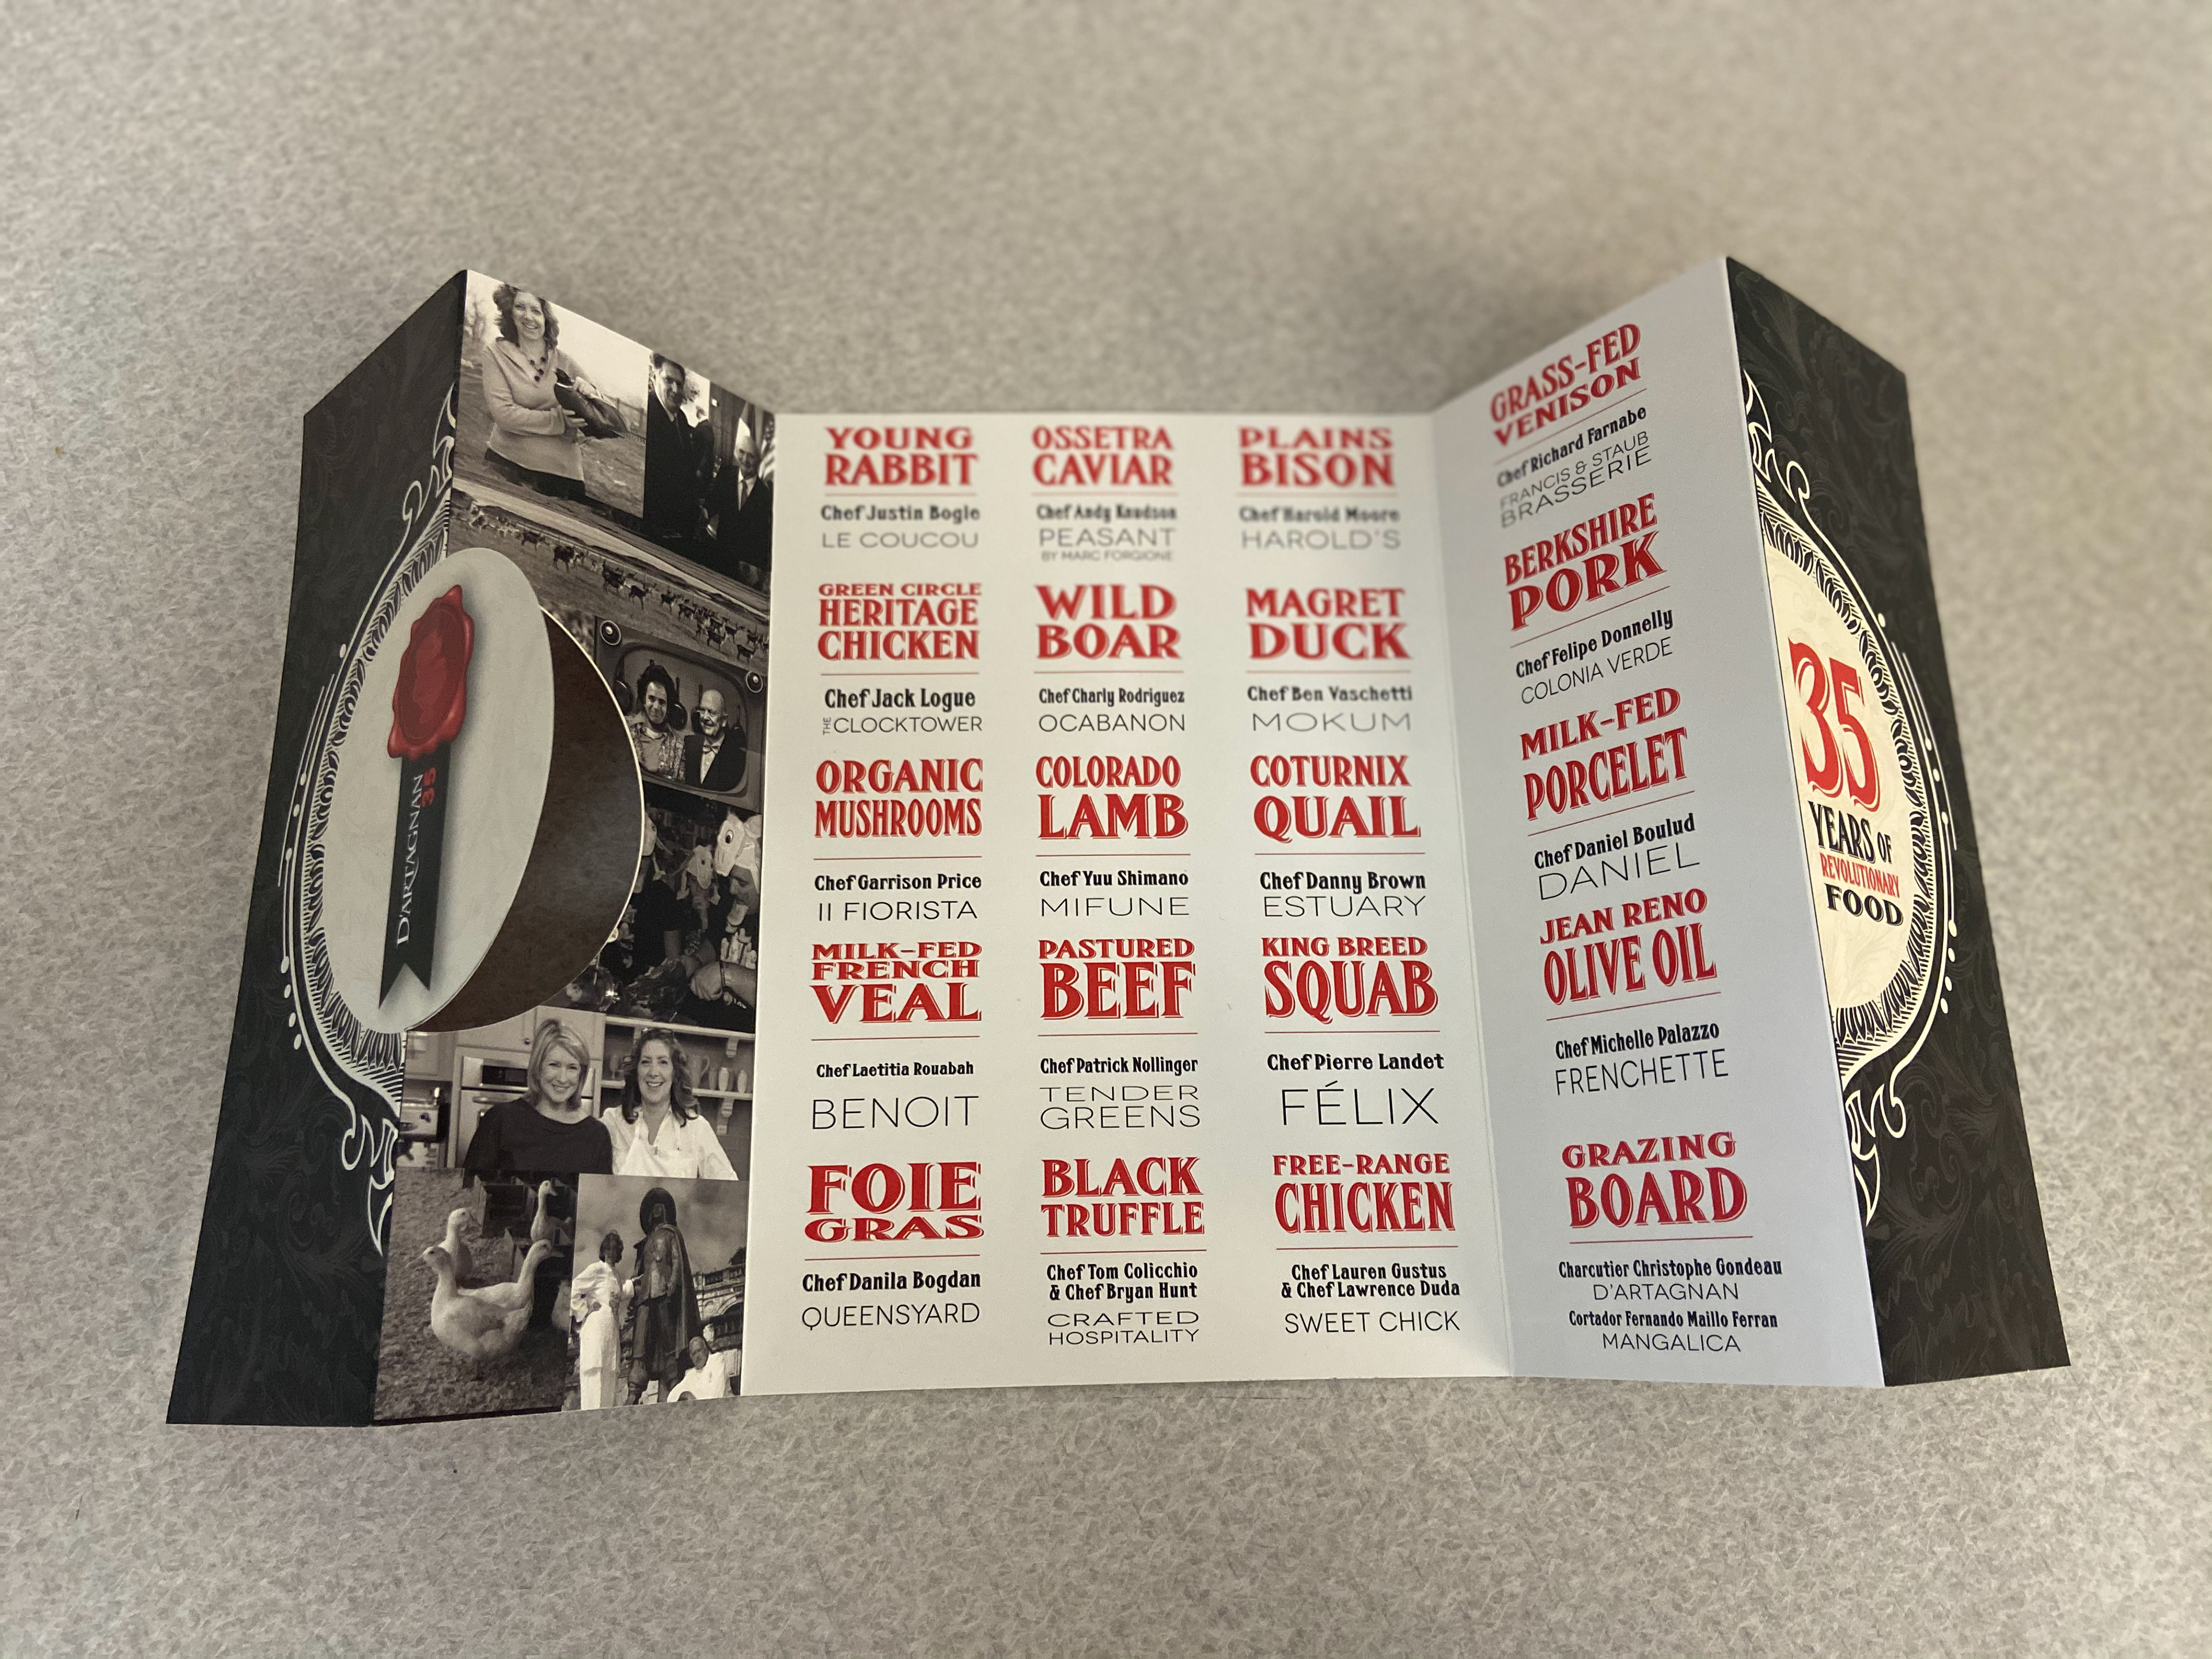 D'ARTAGNAN
35
YOUNG
RABBIT
Chef Justin Bogle
LE COUCOU
GREEN CIRCLE
HERITAGE
CHICKEN
Chef Jack Logue
THE CLOCKTOWER
ORGANIC
MUSHROOMS
Chef Garrison Price
Il FIORISTA
MILK-FED
FRENCH
VEAL
Chef Laetitia Rouabah
BENOIT
FOIE
GRAS
Chef Danila Bogdan
QUEENSYARD
OSSETRA
CAVIAR
Chef Andy Knudson
PEASANT
BY MARC FORGIONE
WILD
BOAR
Chef Charly Rodriguez
OCABANON
COLORADO
LAMB
Chef Yuu Shimano
MIFUNE
PASTURED
BEEF
Chef Patrick Nollinger
TENDER
GREENS
BLACK
TRUFFLE
Chef Tom Colicchio
& Chef Bryan Hunt
CRAFTED
HOSPITALITY
PLAINS
BISON
Chef Harold Moore
HAROLD'S
MAGRET
DUCK
Chef Ben Vaschetti
MOKUM
COTURNIX
QUAIL
Chef Danny Brown
ESTUARY
KING BREED
SQUAB
Chef Pierre Landet
FÉLIX
FREE-RANGE
CHICKEN
Chef Lauren Gustus
& Chef Lawrence Duda
SWEET CHICK
GRASS-FED
VENISON
Chef Richard Farnabe
FRANCIS & STAUB
BRASSERIE
BERKSHIRE
PORK
Chef Felipe Donnelly
COLONIA VERDE
MILK-FED
PORCELET
Chef Daniel Boulud
DANIEL
JEAN RENO
OLIVE OIL
Chef Michelle Palazzo
FRENCHETTE
GRAZING
BOARD
Charcutier Christophe Gondeau
D'ARTAGNAN
Cortador Fernando Maillo Ferran
MANGALICA
35
YEARS OF
REVOLUTIONARY
FOOD